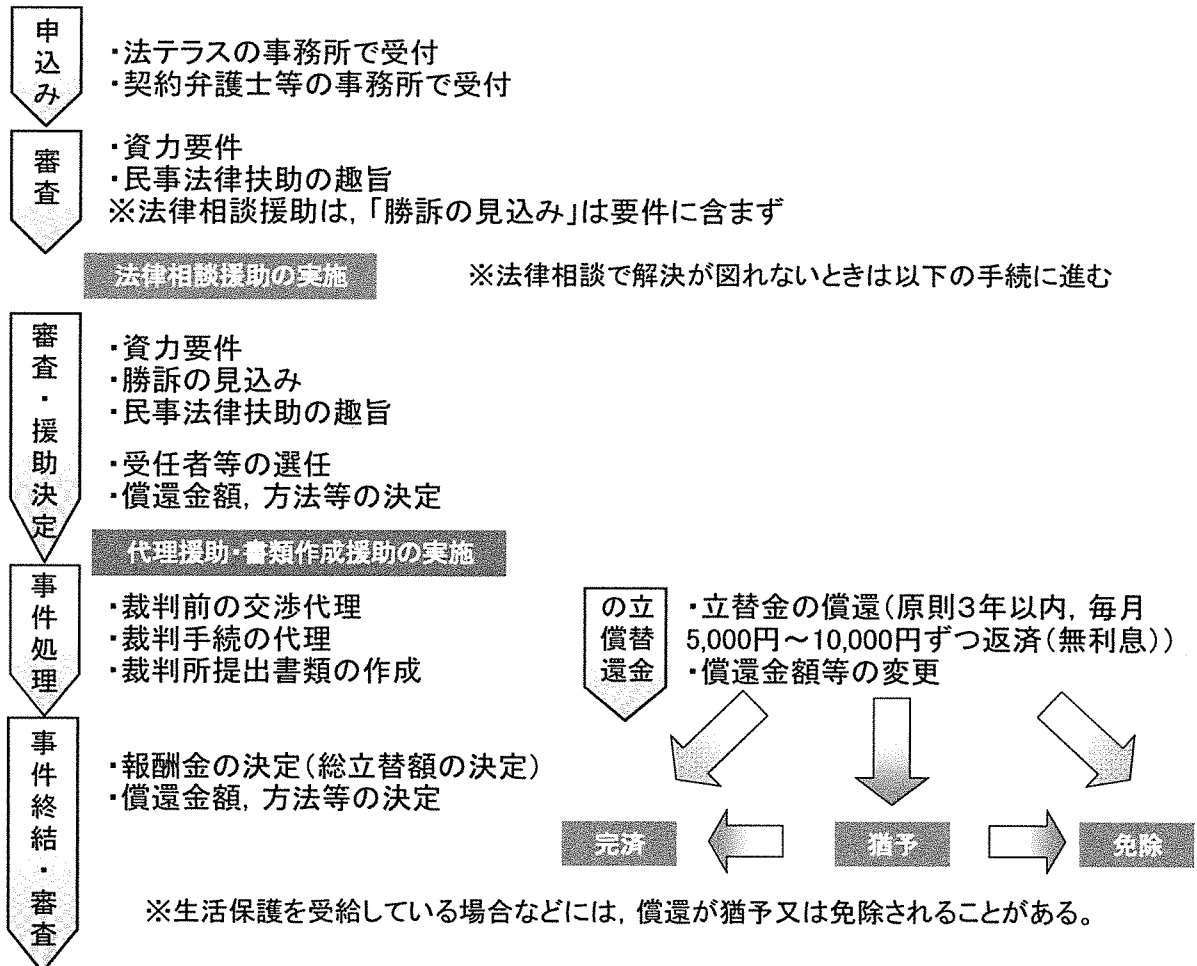 申込み
・法テラスの事務所で受付
・契約弁護士等の事務所で受付
審査
・資力要件
・民事法律扶助の趣旨
※法律相談援助は，「勝訴の見込み」は要件に含まず
法律相談援助の実施
※法律相談で解決が図れないときは以下の手続に進む
審査・援助決定
・資力要件
・勝訴の見込み
・民事法律扶助の趣旨
・受任者等の選任
・償還金額，方法等の決定
代理援助・書類作成援助の実施
事件処理
・裁判前の交渉代理
・裁判手続の代理
・裁判所提出書類の作成
立替金の償還
・立替金の償還（原則３年以内，毎月
5,000円～10,000円ずつ返済（無利息））
・償還金額等の変更
事件終結・審査
・報酬金の決定（総立替額の決定）
・償還金額，方法等の決定
完済
猶予
免除
※生活保護を受給している場合などには，償還が猶予又は免除されることがある。